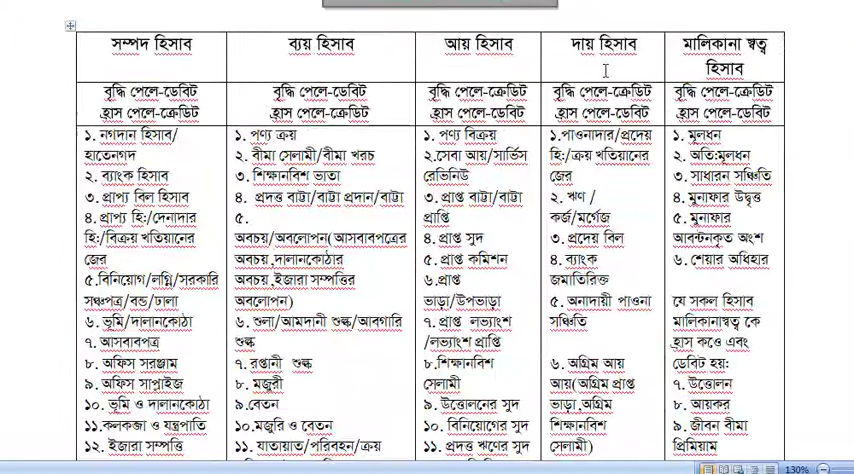 সম্পদ হিসাব
বৃদ্ধি পেলে-ডেবিট
হ্রাস পেলে-ক্রেডিট
১. নগদান হিসাব/
হাতেনগদ
২. ব্যাংক হিসাব
৩. প্রাপ্য বিল হিসাব
৪. প্রাপ্য হি:/দেনাদার
হি:/বিক্রয় খতিয়ানের
জের
৫.বিনিয়োগ/লগ্নি/সরকারি
সঞ্চপত্র/বন্ড/ঢালা
৬. ভূমি/দালানকোঠা
৭. আসবাবপত্র
৮. অফিস সরঞ্জাম
৯. অফিস সাপ্লাইজ
১০. ভূমি ও দালানকোঠা
১১.কলকজা ও যন্ত্রপাতি
১২. ইজারা সম্পত্তি
ব্যয় হিসাব
বৃদ্ধি পেলে-ডেবিট
হ্রাস পেলে-ক্রেডিট
১. পণ্য ক্রয়
২. বীমা সেলামী/বীমা খরচ
৩.শিক্ষানবিশ ভাতা
৪. প্রদত্ত বাট্টা/বাট্টা প্রদান/বাট্টা
৫.
অবচয়/অবলোপন(আসবাবপত্রের
অবচয়,দালানকোঠার
অবচয়,ইজারা সম্পত্তির
অবলোপন)
৬. শুল্য/আমদানী শুল্ক/আবগারি
শুল্ক
৭. রপ্তানী শুল্ক
৮. মজুরী
৯.বেতন
১০.মজুরি ও বেতন
১১. যাতায়াত/পরিবহন/ক্রয়
আয় হিসাব
বৃদ্ধি পেলে-ক্রেডিট
হ্রাস পেলে-ডেবিট
১. পণ্য বিক্রয়
২.সেবা আয়/সার্ভিস
রেভিনিউ
৩. প্রাপ্ত বাট্টা/বাট্টা
প্রাপ্তি
৪. প্রাপ্ত সুদ
৫. প্রাপ্ত কমিশন
৬.প্রাপ্ত
ভাড়া/উপভাড়া
৭. প্রাপ্ত লভ্যাংশ
/লভ্যাংশ প্রাপ্তি
৮.শিক্ষানবিশ
সেলামী
৯. উত্তোলনের সুদ
১০. বিনিয়োগের সুদ
১১. প্রদত্ত ঋণের সুদ
দায় হিসাব
বৃদ্ধি পেলে-ক্রেডিট
হ্রাস পেলে-ডেবিট
১.পাওনাদার/প্রদেয়
হি:/ক্রয় খতিয়ানের
জের
২. ঋণ /
কর্জ/মর্গেজ
৩. প্রদেয় বিল
৪. ব্যাংক
জমাতিরিক্ত
৫. অনাদায়ী পাওনা
সঞ্চিতি
৬. অগ্রিম আয়
আয়(অগ্রিম প্রাপ্ত
ভাড়া,অগ্রিম
শিক্ষানবিশ
সেলামী)
মালিকানা স্বত্ব
হিসাব
বৃদ্ধি পেলে-ক্রেডিট
হ্রাস পেলে-ডেবিট
১. মূলধন
২. অতি:মূলধন
৩. সাধারন সঞ্চিতি
৪. মুনাফার উদ্বৃত্ত
৫. মুনাফার
আবন্টনকৃত অংশ
৬. শেয়ার অধিহার
যে সকল হিসাব
মালিকানাস্বত্ব কে
হ্রাস কওে এবং
ডেবিট হয়:
৭. উত্তোলন
৮. আয়কর
৯. জীবন বীমা
প্রিমিয়াম
130%